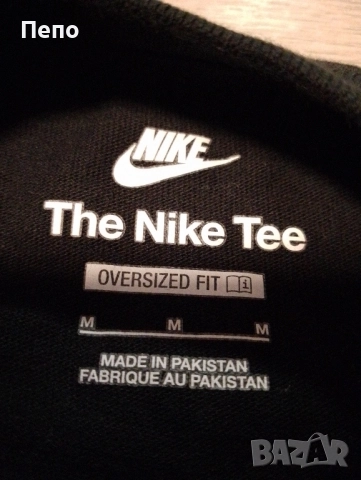 Пепо
NIKE
The Nike Tee
OVERSIZED FIT
M M M
MADE IN PAKISTAN
FABRIQUE AU PAKISTAN
BAZAR